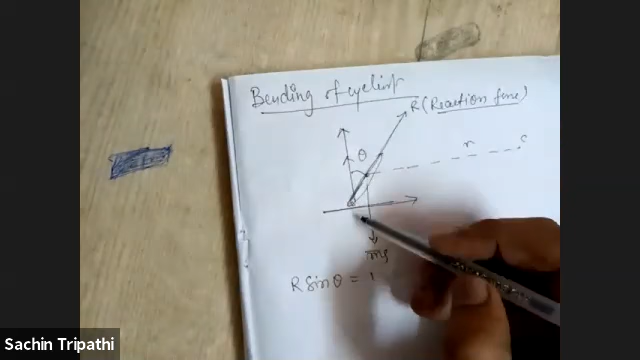 Bending of cyclist
R (Reaction force)
θ
r
c
mg
R sin θ =
Sachin Tripathi